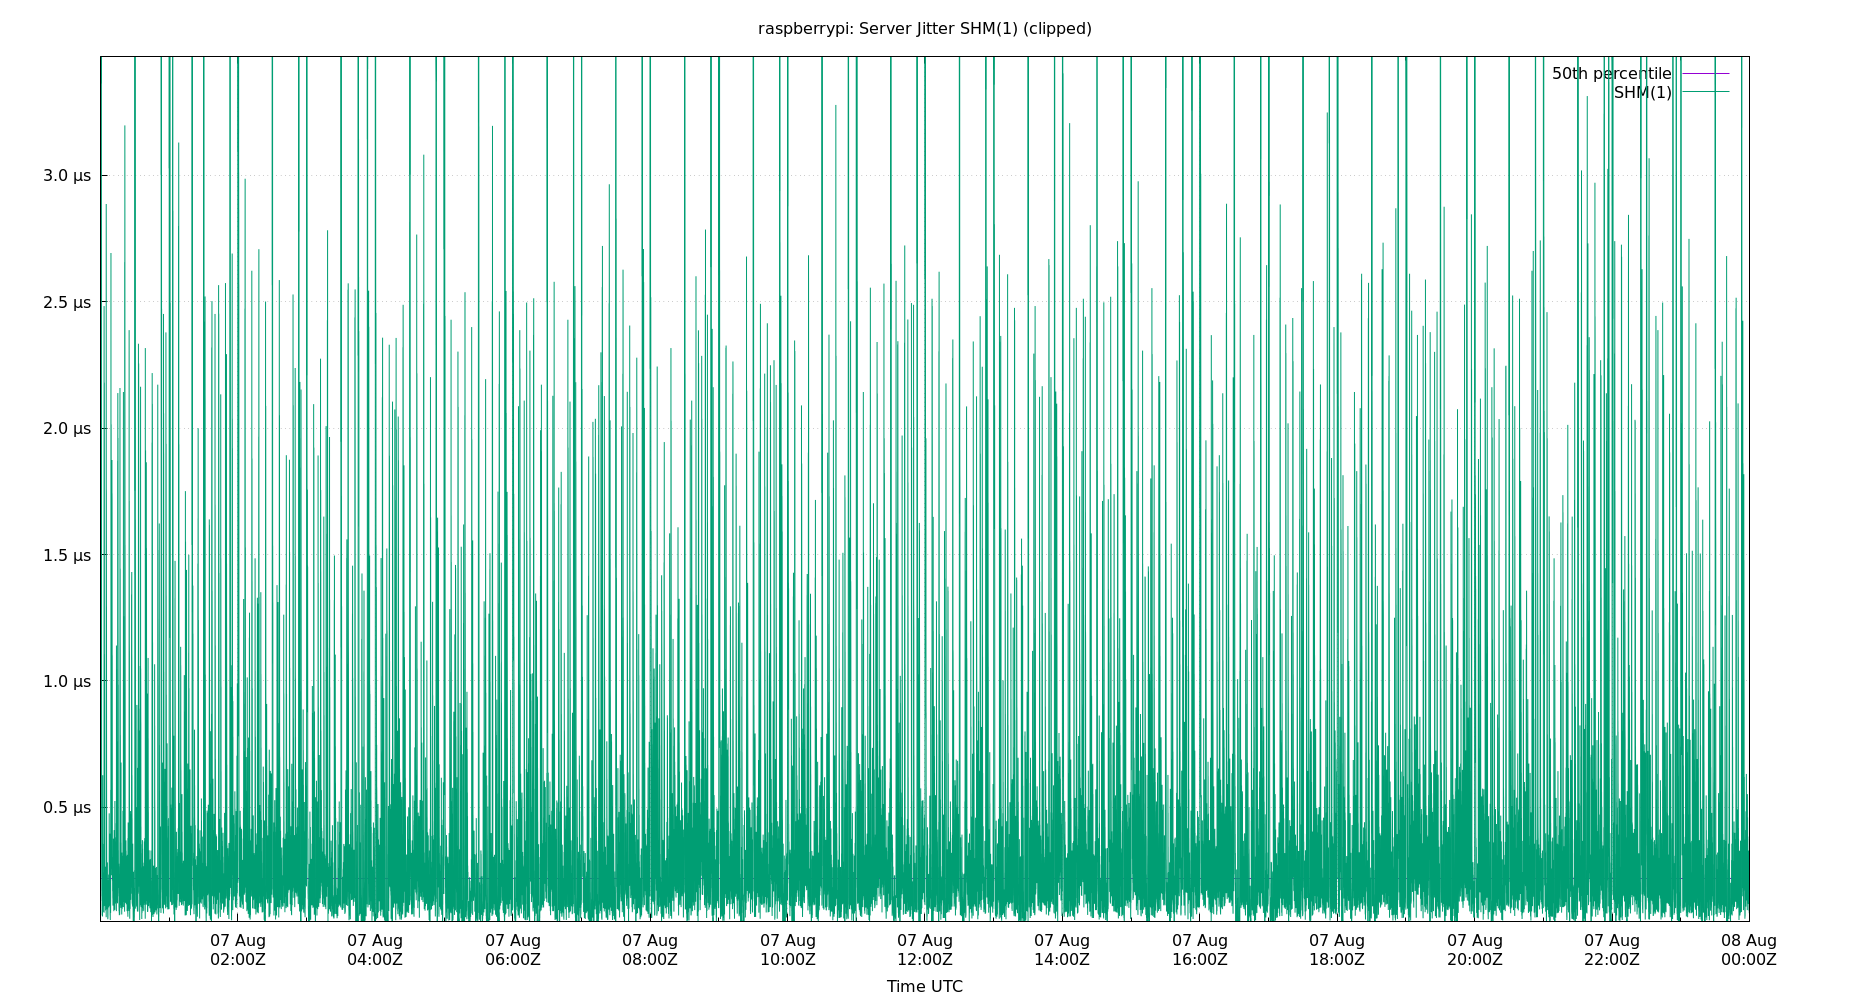 raspberrypi: Server Jitter SHM(1) (clipped)
50th percentile
SHM(1)
3.0 µs
2.5 µs
2.0 µs
1.5 µs
1.0 µs
0.5 µs
07 Aug 07 Aug 07 Aug 07 Aug 07 Aug 07 Aug 07 Aug 07 Aug 07 Aug 07 Aug 07 Aug 08 Aug
02:00Z 04:00Z 06:00Z 08:00Z 10:00Z 12:00Z 14:00Z 16:00Z 18:00Z 20:00Z 22:00Z 00:00Z
Time UTC